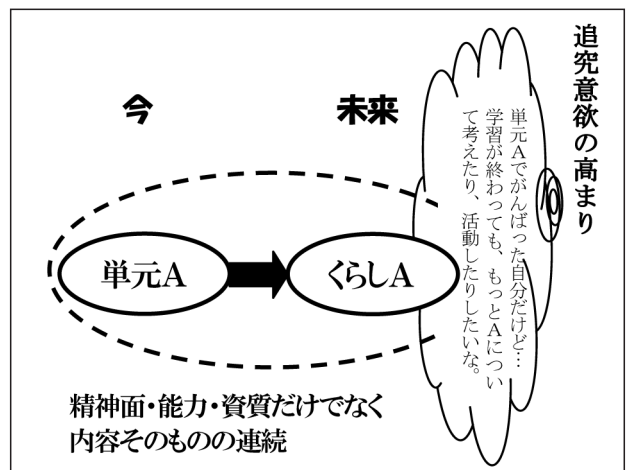 追究意欲の高まり
今
未来
単元Aでがんばった自分だけど…
学習が終わっても、もっとAについ
て考えたり、活動したりしたいな。
単元A
くらしA
精神面・能力・資質だけでなく
内容そのものの連続